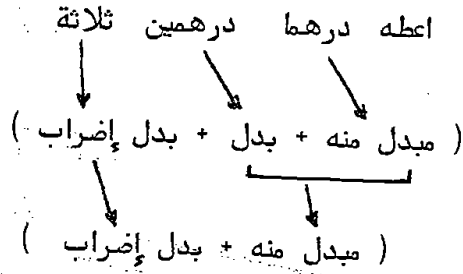 اعطه درهما درهمين ثلاثة
( مبدل منه + بدل + بدل إضراب )
( مبدل منه + بدل إضراب )